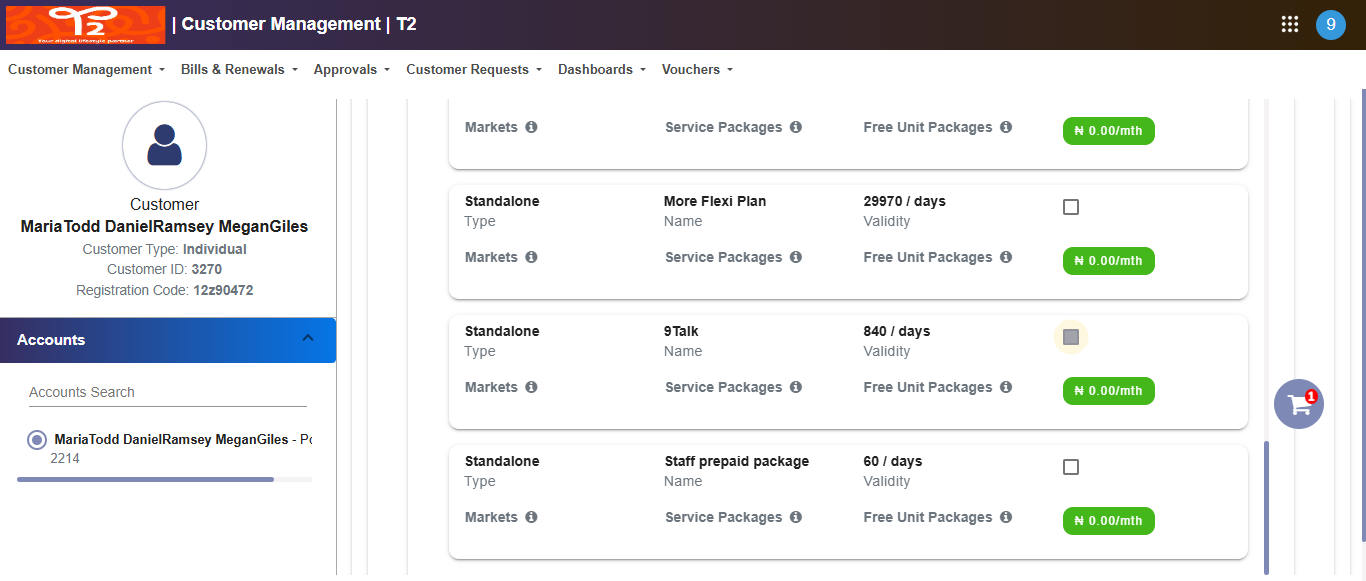 T2
Your digital lifestyle partner
| Customer Management | T2
9
Customer Management
Bills & Renewals
Approvals
Customer Requests
Dashboards
Vouchers
Customer
MariaTodd DanielRamsey MeganGiles
Customer Type: Individual
Customer ID: 3270
Registration Code: 12z90472
Accounts
Accounts Search
MariaTodd DanielRamsey MeganGiles - Po
2214
Markets
Service Packages
Free Unit Packages
₦ 0.00/mth
Standalone
Type
More Flexi Plan
Name
29970 / days
Validity
Markets
Service Packages
Free Unit Packages
₦ 0.00/mth
Standalone
Type
9Talk
Name
840 / days
Validity
Markets
Service Packages
Free Unit Packages
₦ 0.00/mth
Standalone
Type
Staff prepaid package
Name
60 / days
Validity
Markets
Service Packages
Free Unit Packages
₦ 0.00/mth
1